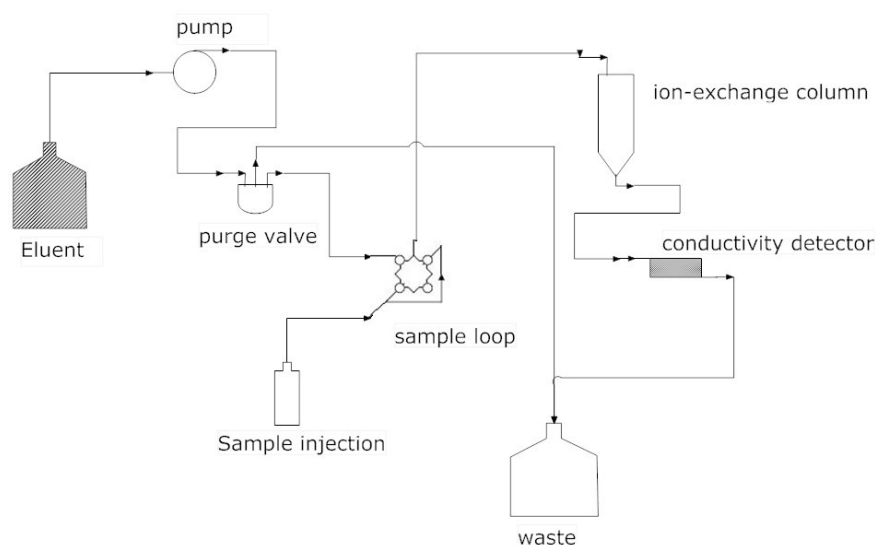 pump
ion-exchange column
Eluent
purge valve
conductivity detector
sample loop
Sample injection
waste